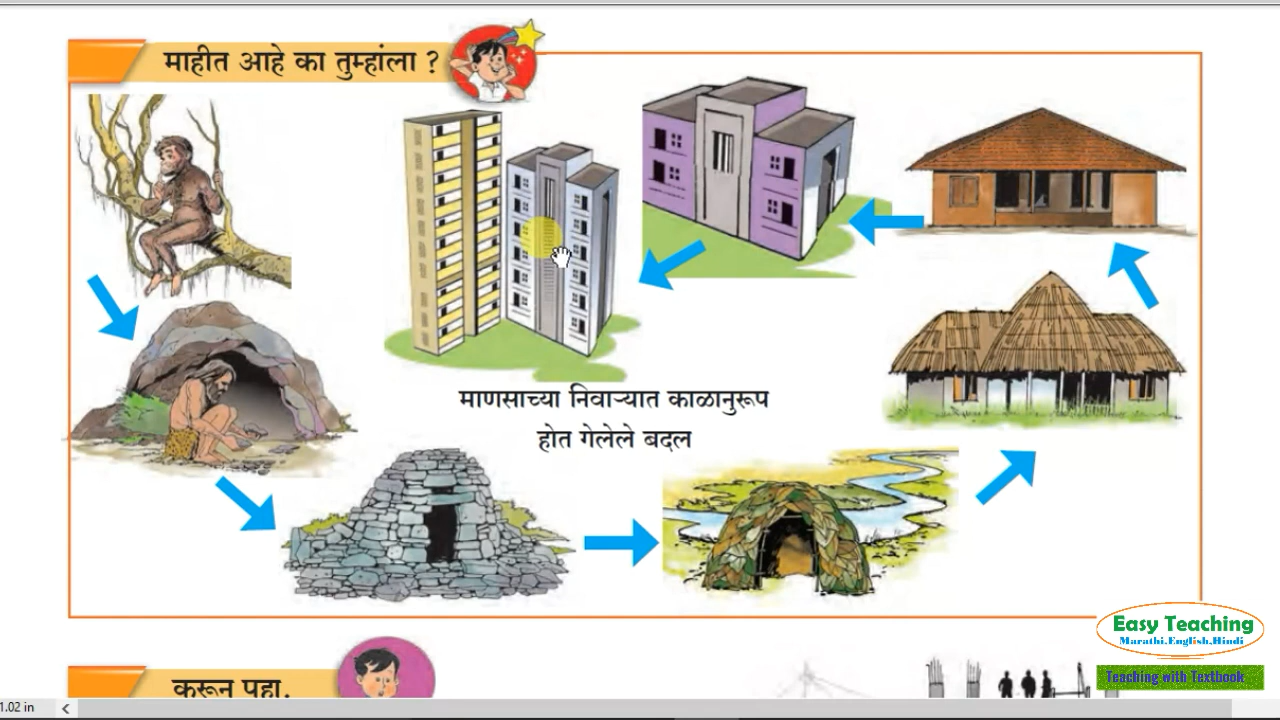 माहीत आहे का तुम्हांला ?
माणसाच्या निवाऱ्यात काळानुरूप
होत गेलेले बदल
Easy Teaching
Marathi.English.Hindi
Teaching with Textbook
करून पहा.
1.02 in